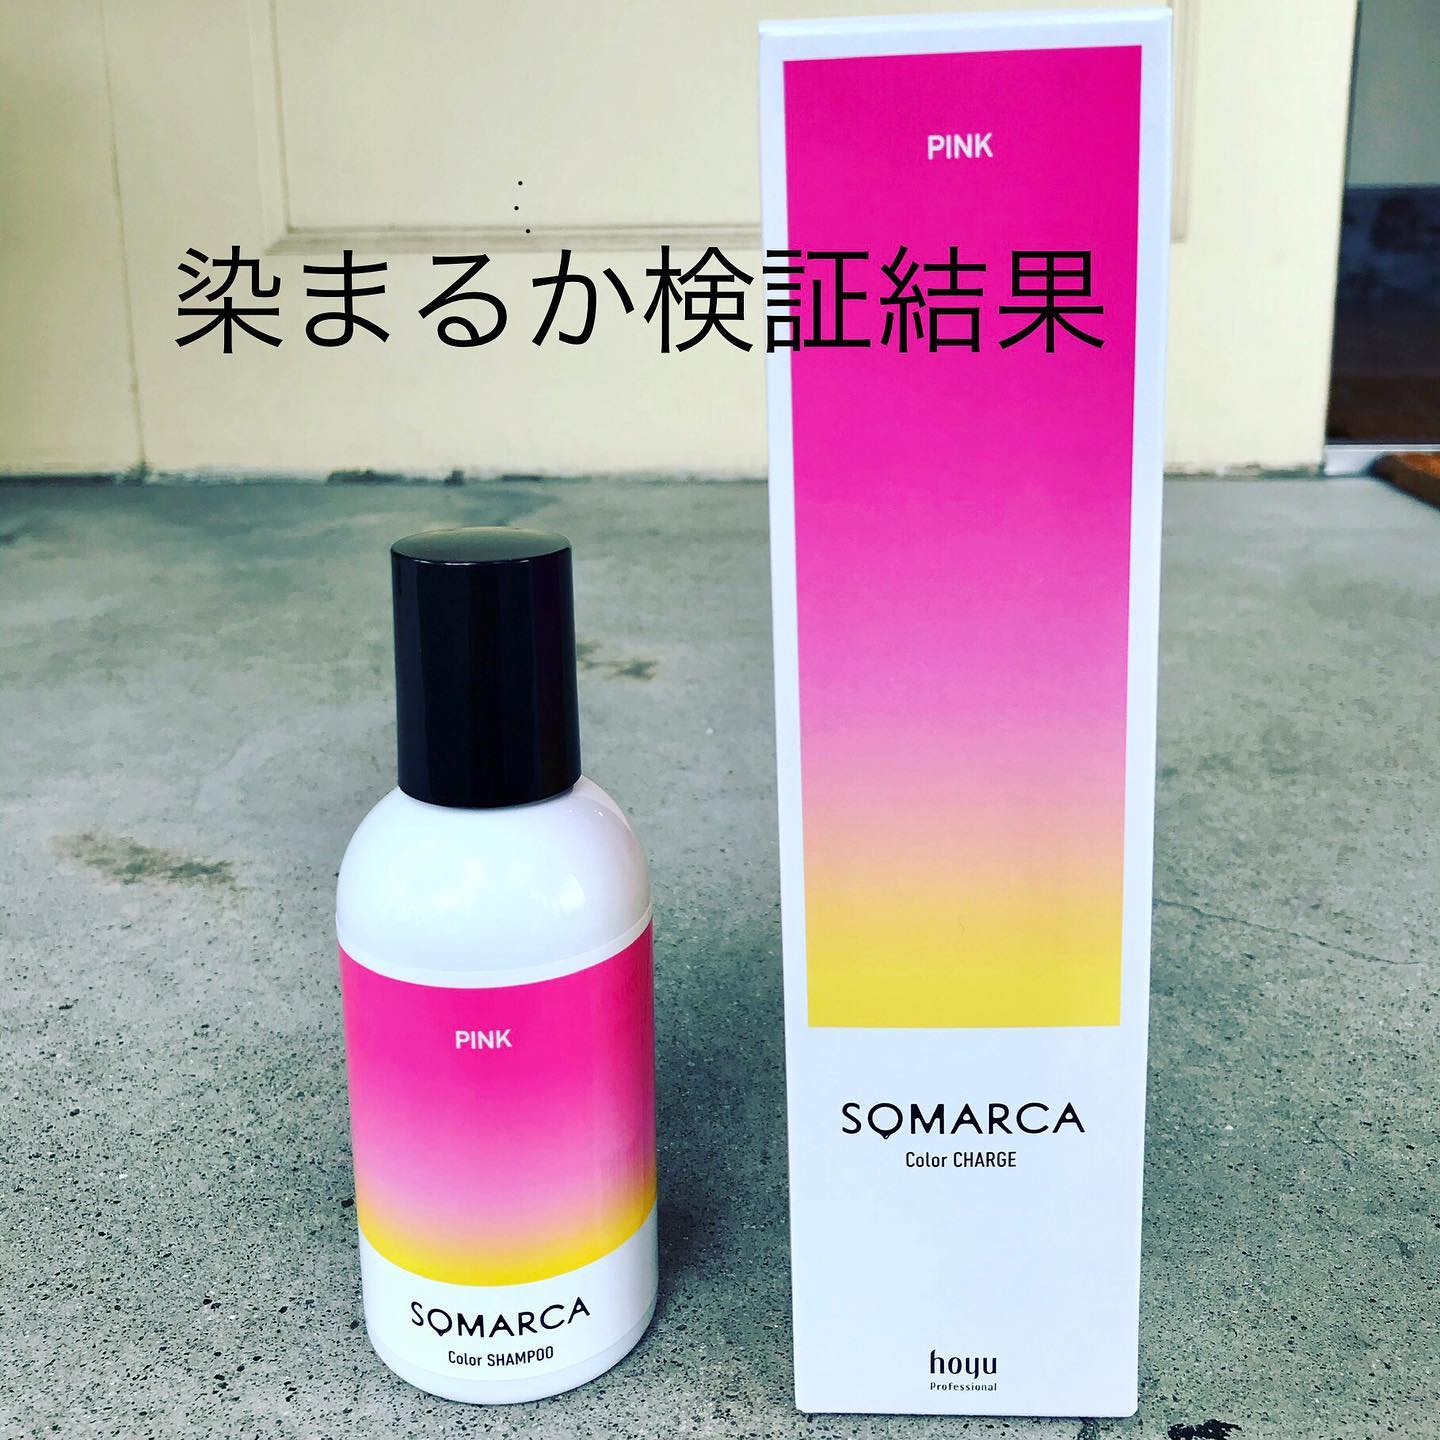 染まるか検証結果
PINK
SOMARCA
Color CHARGE
hoyu
Professional
PINK
SOMARCA
Color SHAMPOO